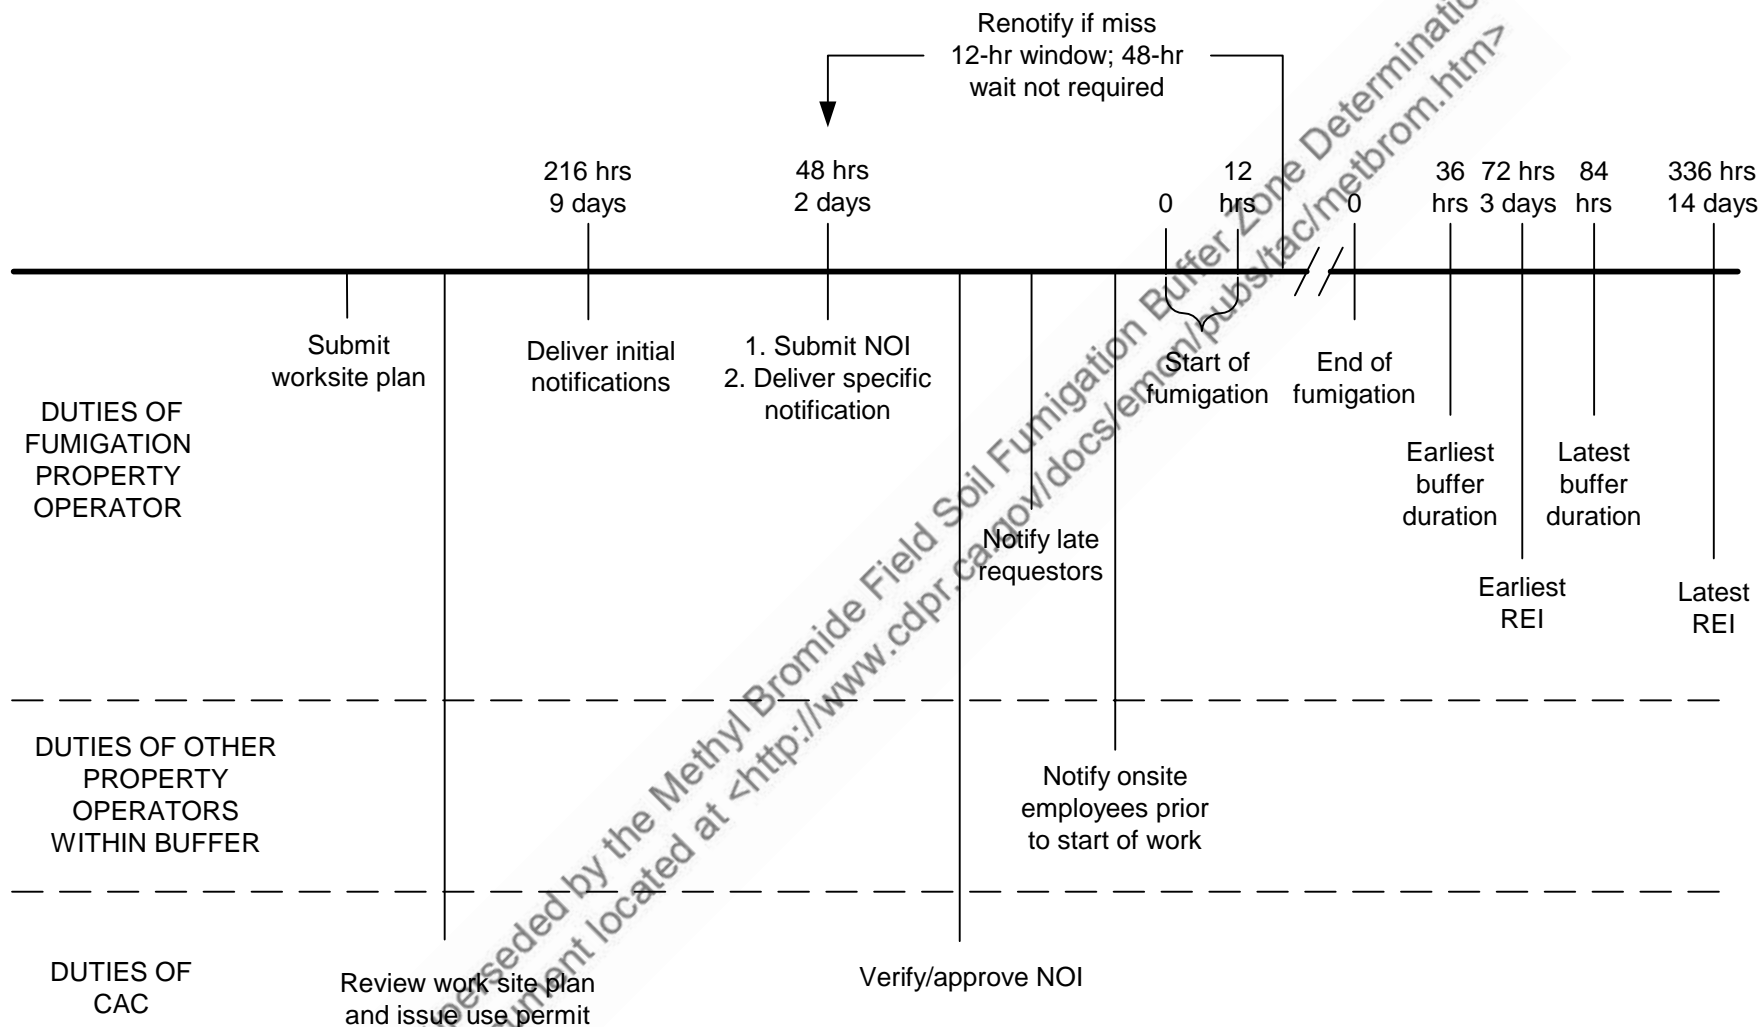 Renotify if miss
12-hr window; 48-hr
wait not required
216 hrs
9 days
48 hrs
2 days
0
12
hrs
0
36
hrs
72 hrs
3 days
84
hrs
336 hrs
14 days
Submit
worksite plan
Deliver initial
notifications
1. Submit NOI
2. Deliver specific
notification
Start of
fumigation
End of
fumigation
DUTIES OF
FUMIGATION
PROPERTY
OPERATOR
Earliest
buffer
duration
Latest
buffer
duration
Notify late
requestors
Earliest
REI
Latest
REI
DUTIES OF OTHER
PROPERTY
OPERATORS
WITHIN BUFFER
Notify onsite
employees prior
to start of work
DUTIES OF
CAC
Review work site plan
and issue use permit
Verify/approve NOI
by the Methyl Bromide Field Soil Fumigation Buffer Zone
located at <http://www.cdpr.ca.gov/docs/emon/pubs/tac/metbrom.htm>